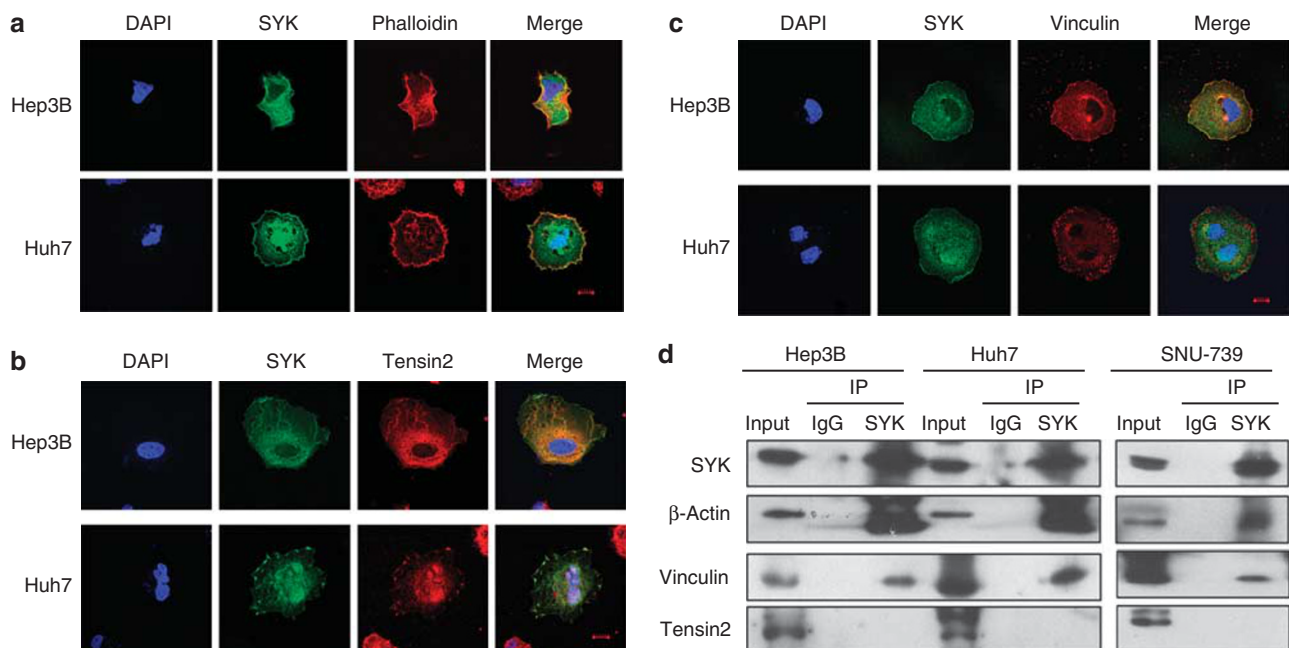 a
DAPI SYK Phalloidin Merge
Hep3B
Huh7
b
DAPI SYK Tensin2 Merge
Hep3B
Huh7
c
DAPI SYK Vinculin Merge
Hep3B
Huh7
d
Hep3B Huh7 SNU-739
IP IP IP
Input IgG SYK Input IgG SYK Input IgG SYK
SYK
β-Actin
Vinculin
Tensin2